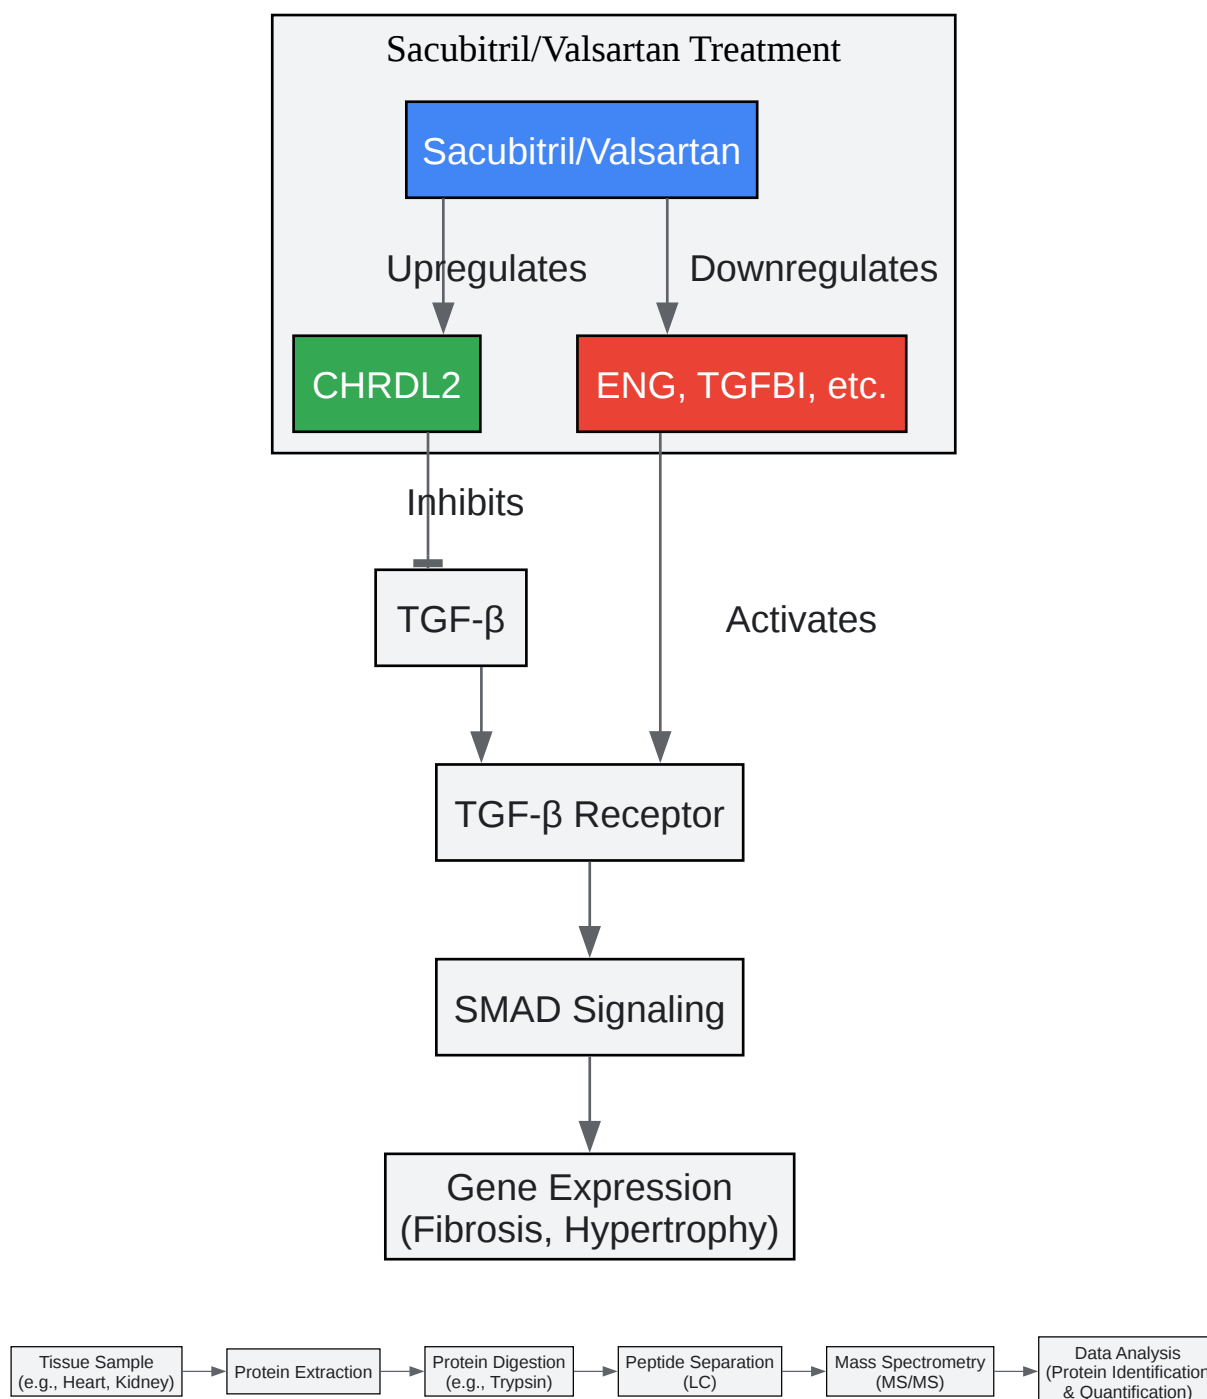 Sacubitril/Valsartan Treatment
Sacubitril/Valsartan
Upregulates
Downregulates
CHRDL2
ENG, TGFBI, etc.
Inhibits
TGF-β
Activates
TGF-β Receptor
SMAD Signaling
Gene Expression
(Fibrosis, Hypertrophy)
Tissue Sample
(e.g., Heart, Kidney)
Protein Extraction
Protein Digestion
(e.g., Trypsin)
Peptide Separation
(LC)
Mass Spectrometry
(MS/MS)
Data Analysis
(Protein Identification
& Quantification)